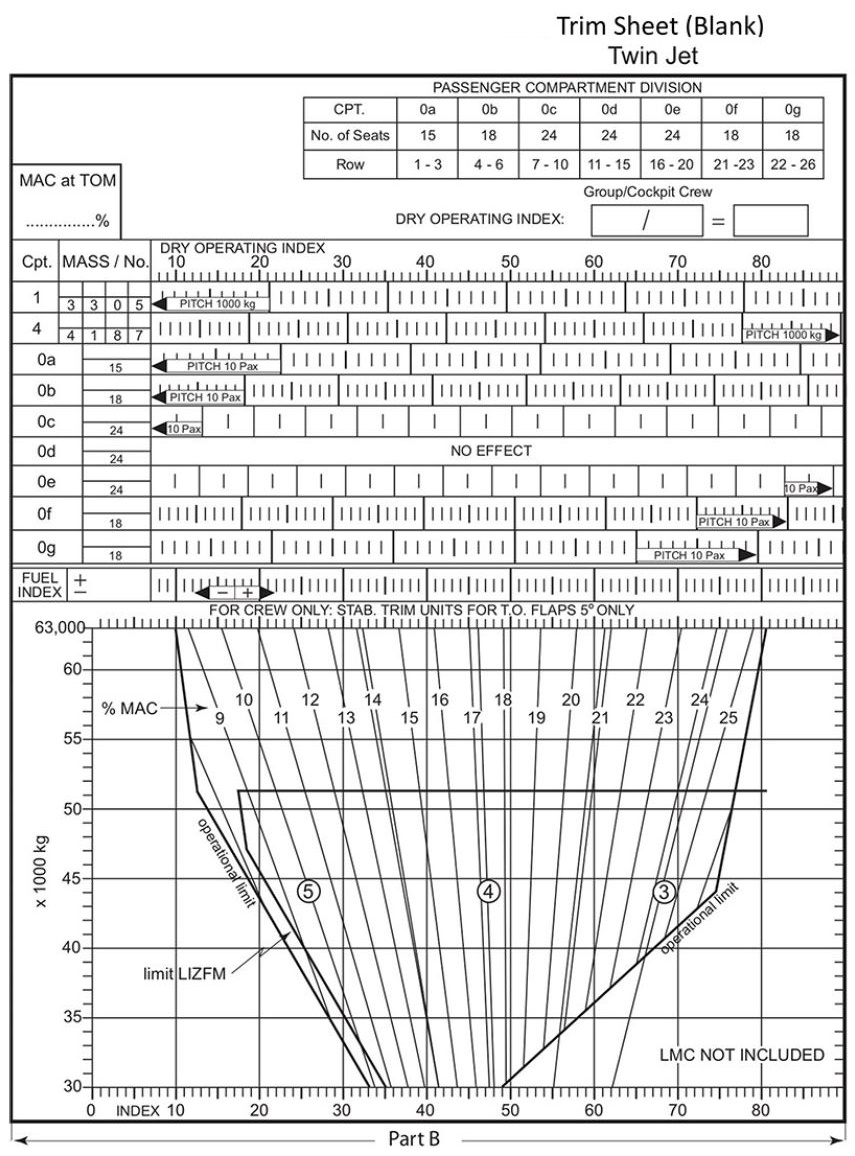 Trim Sheet (Blank)
Twin Jet
PASSENGER COMPARTMENT DIVISION
CPT. 0a 0b 0c 0d 0e 0f 0g
No. of Seats 15 18 24 24 24 18 18
Row 1 - 3 4 - 6 7 - 10 11 - 15 16 - 20 21 -23 22 - 26
MAC at TOM
...............%
Group/Cockpit Crew
DRY OPERATING INDEX: / =
Cpt. MASS / No. DRY OPERATING INDEX
10 20 30 40 50 60 70 80
1 3 3 0 5 PITCH 1000 kg
4 4 1 8 7 PITCH 1000 kg
0a 15 PITCH 10 Pax
0b 18 PITCH 10 Pax
0c 24 10 Pax
0d 24 NO EFFECT
0e 24 10 Pax
0f 18 PITCH 10 Pax
0g 18 PITCH 10 Pax
FUEL INDEX + − − +
FOR CREW ONLY: STAB. TRIM UNITS FOR T.O. FLAPS 5º ONLY
63,000
60
% MAC
9 10 11 12 13 14 15 16 17 18 19 20 21 22 23 24 25
55
50
operational limit
45
x 1000 kg
5 4 3
operational limit
40
limit LIZFM
35
LMC NOT INCLUDED
30
0 INDEX 10 20 30 40 50 60 70 80
Part B